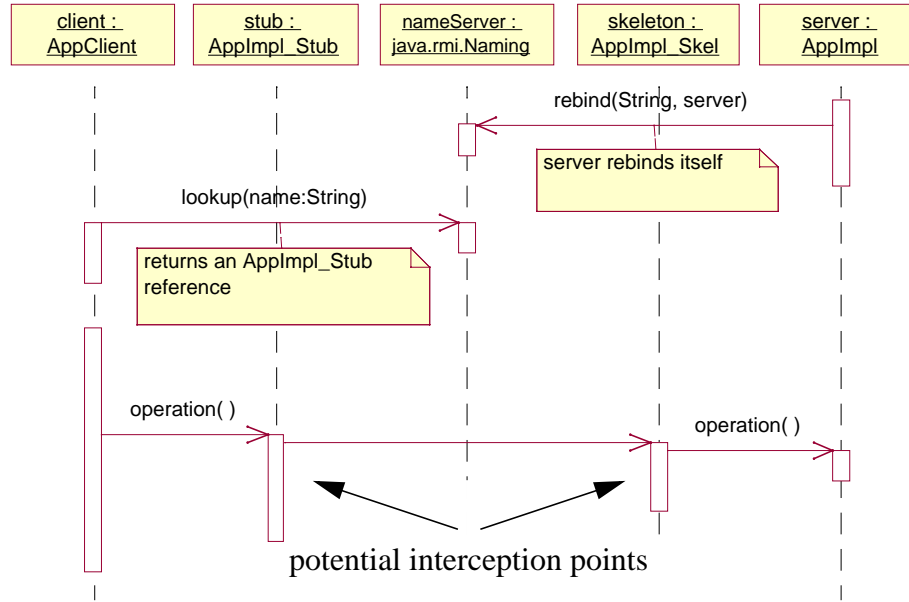 client :
AppClient
stub :
AppImpl_Stub
nameServer :
java.rmi.Naming
skeleton :
AppImpl_Skel
server :
AppImpl
rebind(String, server)
server rebinds itself
lookup(name:String)
returns an AppImpl_Stub
reference
operation( )
operation( )
potential interception points